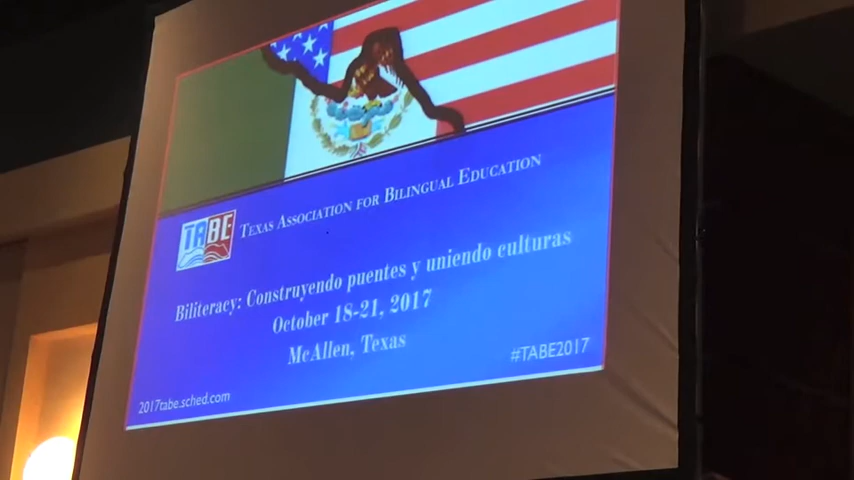 TABE
Texas Association for Bilingual Education
Biliteracy: Construyendo puentes y uniendo culturas
October 18-21, 2017
McAllen, Texas
#TABE2017
2017tabe.sched.com